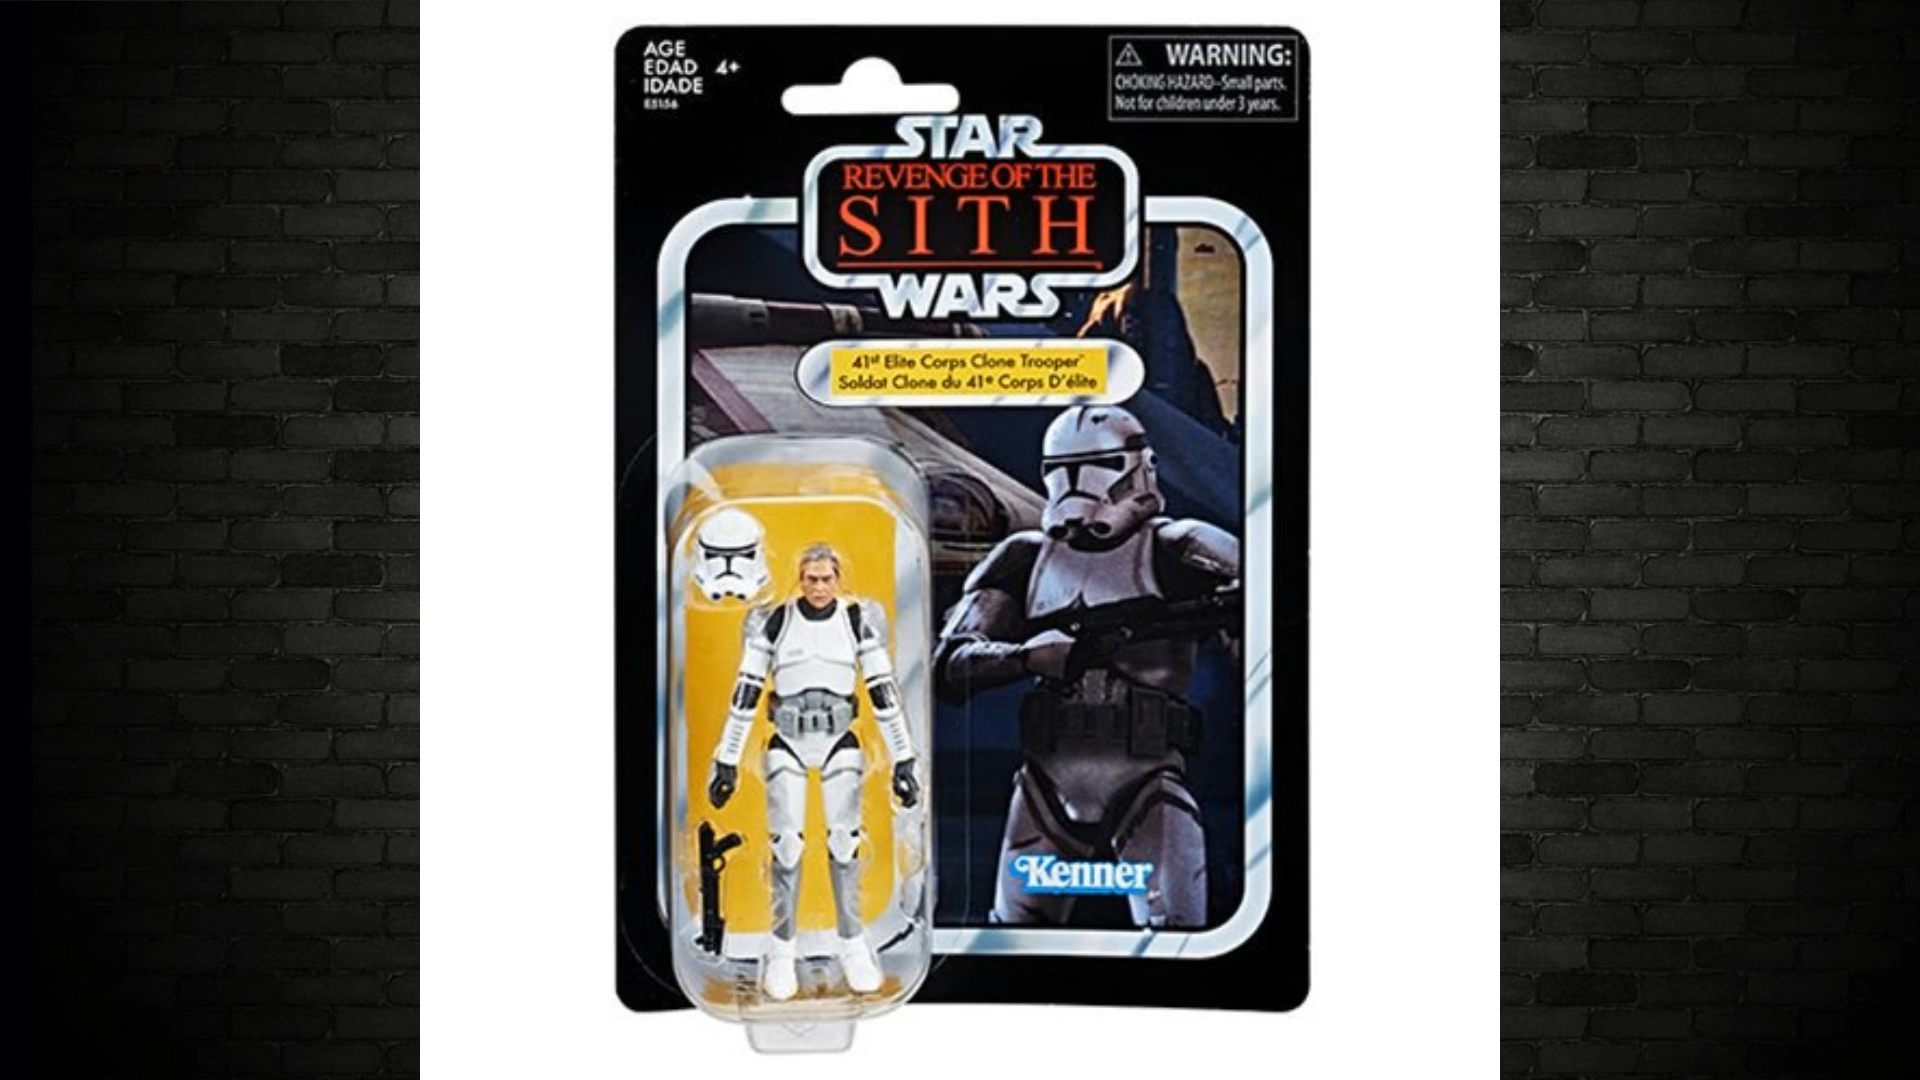 AGE
EDAD 4+
IDADE
E5156
WARNING:
CHOKING HAZARD–Small parts.
Not for children under 3 years.
STAR
REVENGE OF THE
SITH
WARS
41st Elite Corps Clone Trooper™
Soldat Clone du 41e Corps D'élite
Kenner